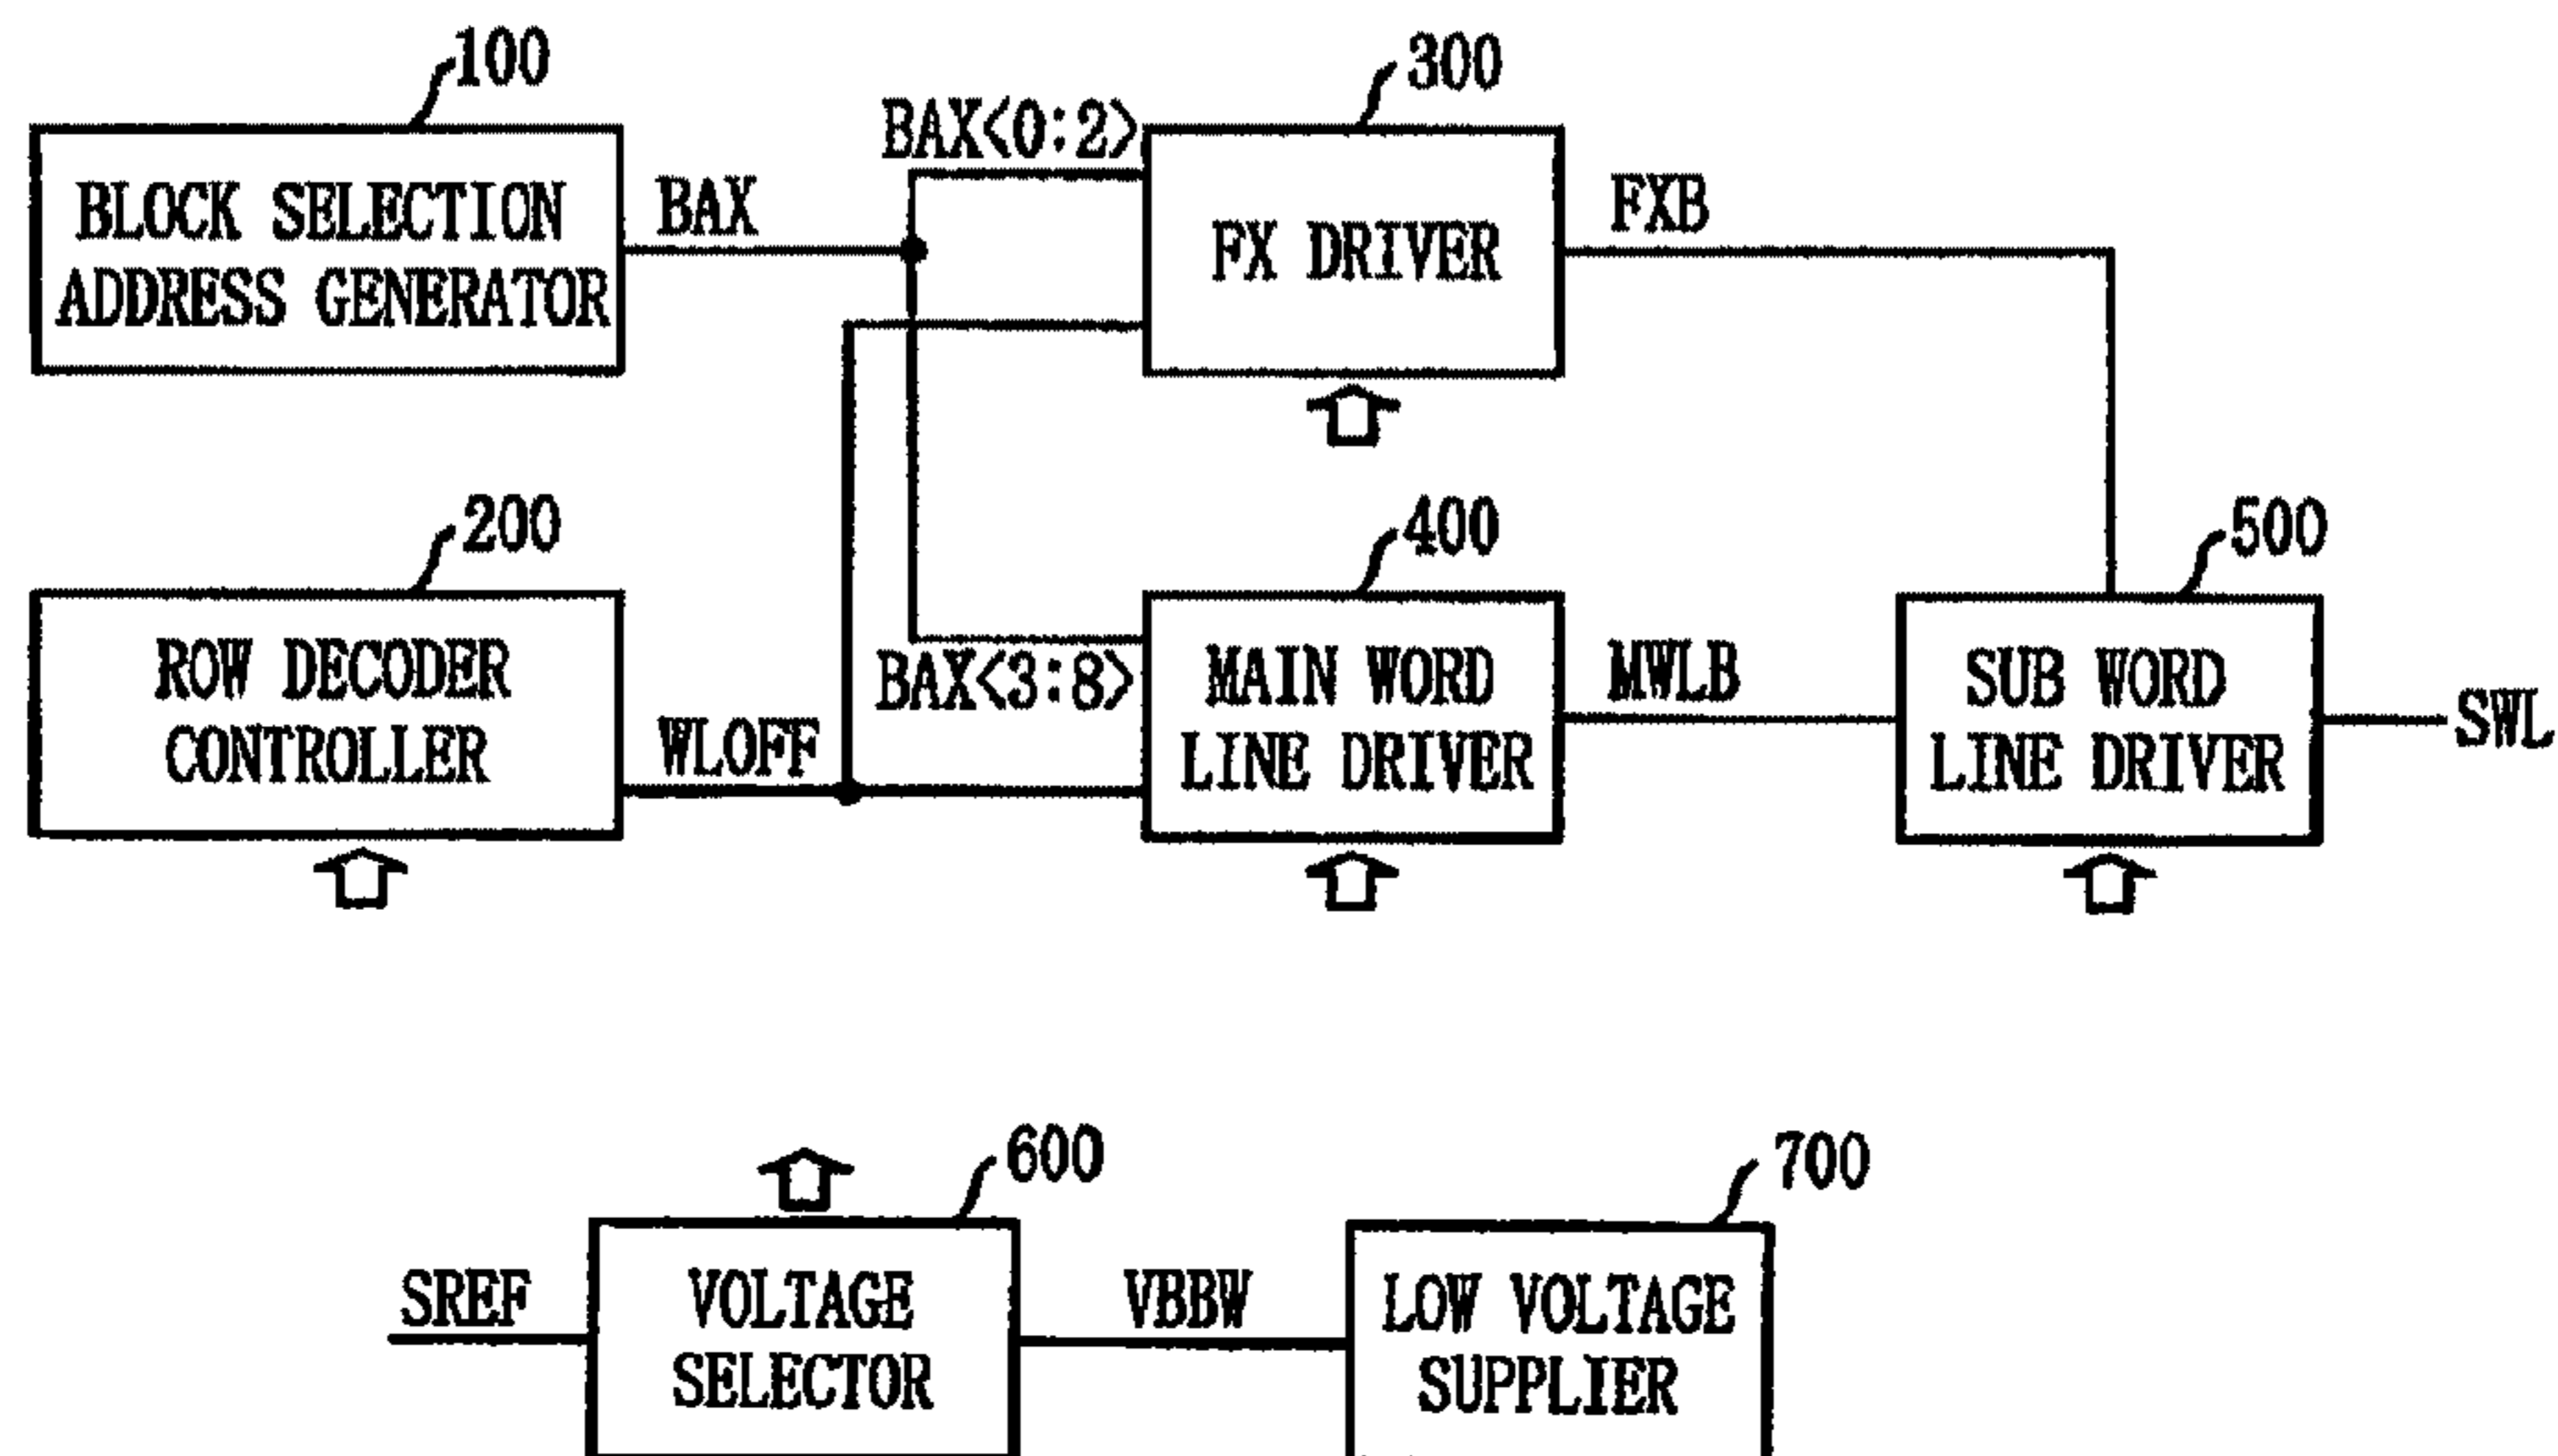 100
BLOCK SELECTION
ADDRESS GENERATOR
BAX
BAX<0:2>
300
FX DRIVER
FXB
200
ROW DECODER
CONTROLLER
WLOFF
BAX<3:8>
400
MAIN WORD
LINE DRIVER
MWLB
500
SUB WORD
LINE DRIVER
SWL
SREF
600
VOLTAGE
SELECTOR
VBBW
700
LOW VOLTAGE
SUPPLIER